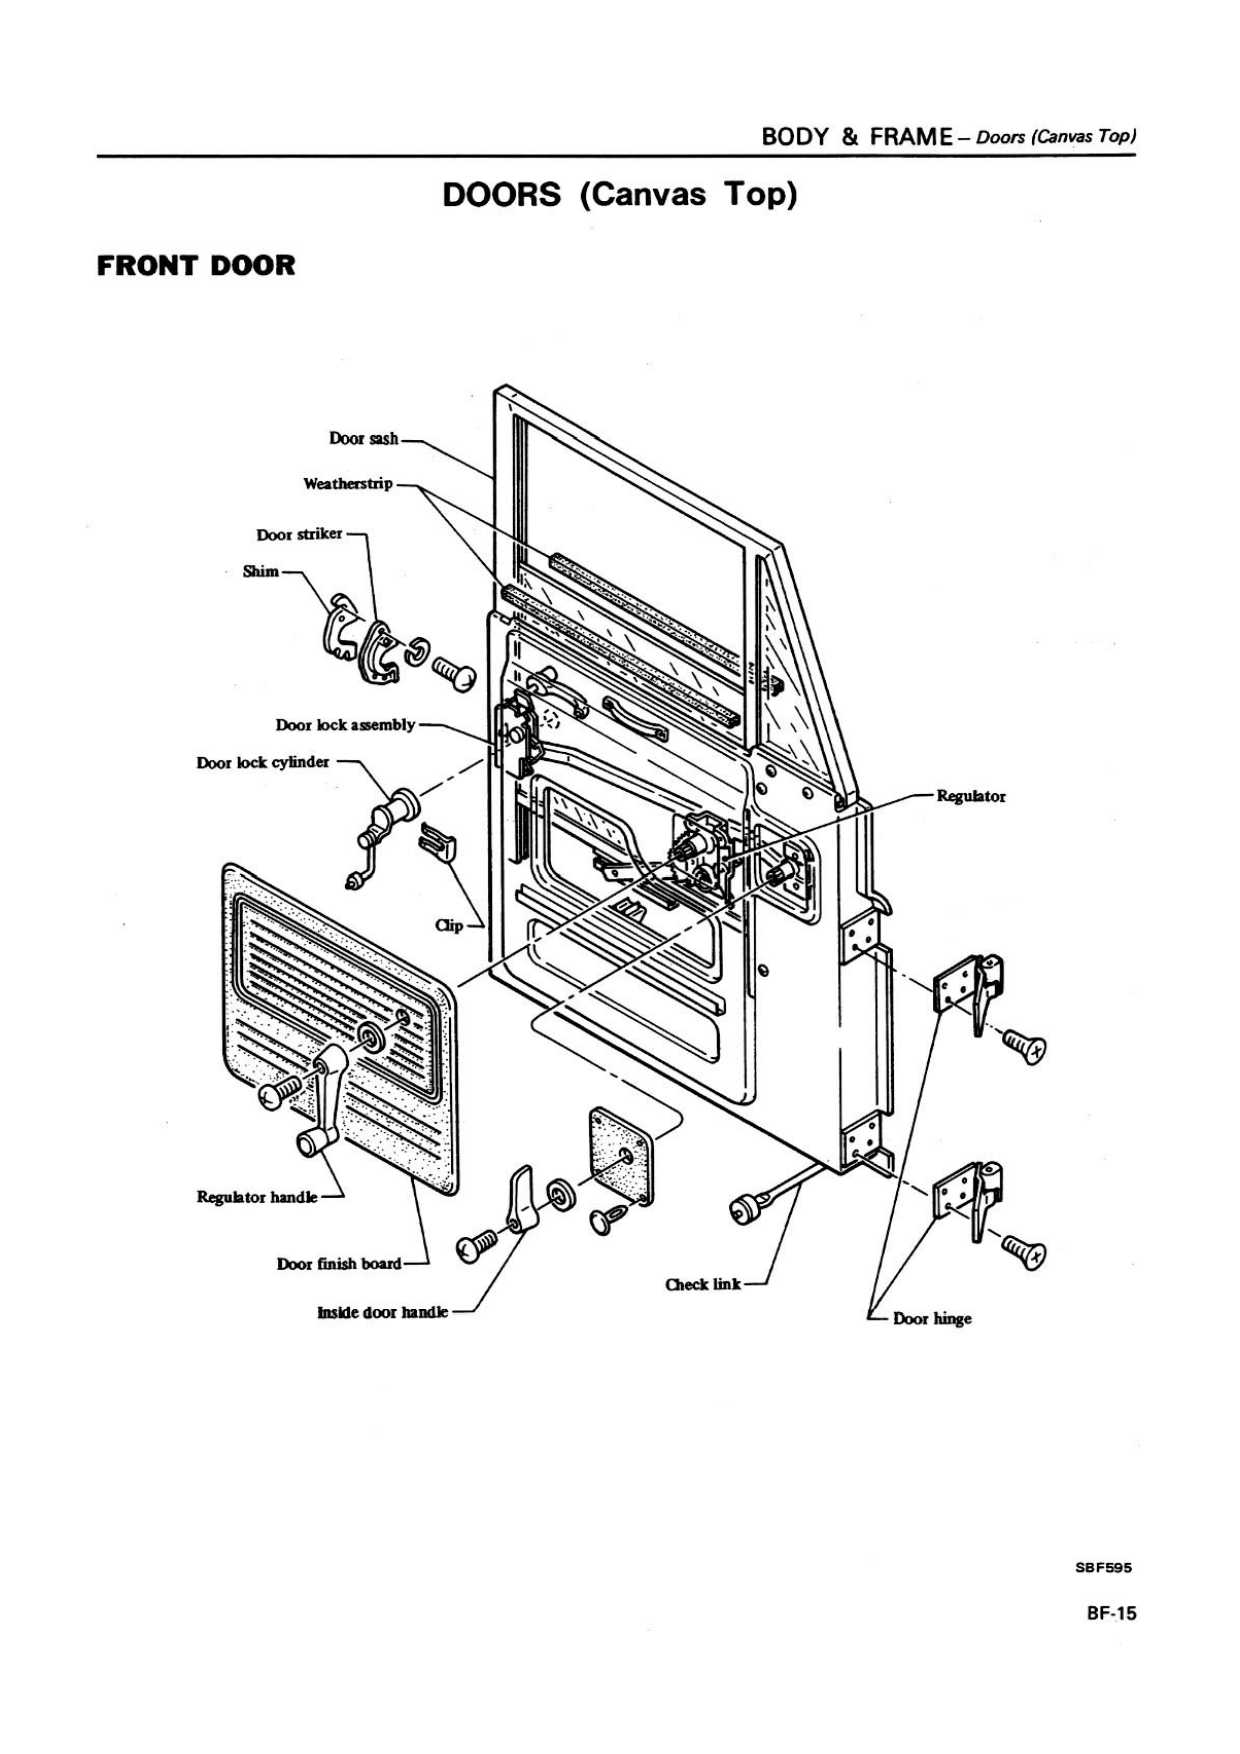 BODY & FRAME – Doors (Canvas Top)
DOORS (Canvas Top)
FRONT DOOR
Door sash
Weatherstrip
Door striker
Shim
Door lock assembly
Door lock cylinder
Regulator
Clip
Regulator handle
Door finish board
Inside door handle
Check link
Door hinge
SBF595
BF-15